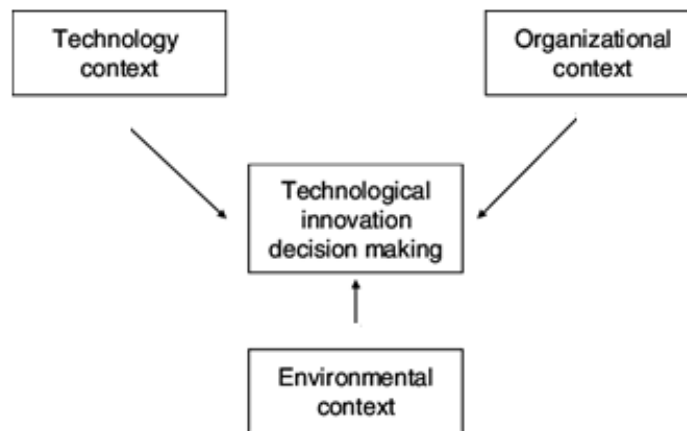 Technology
context
Organizational
context
Technological
innovation
decision making
Environmental
context